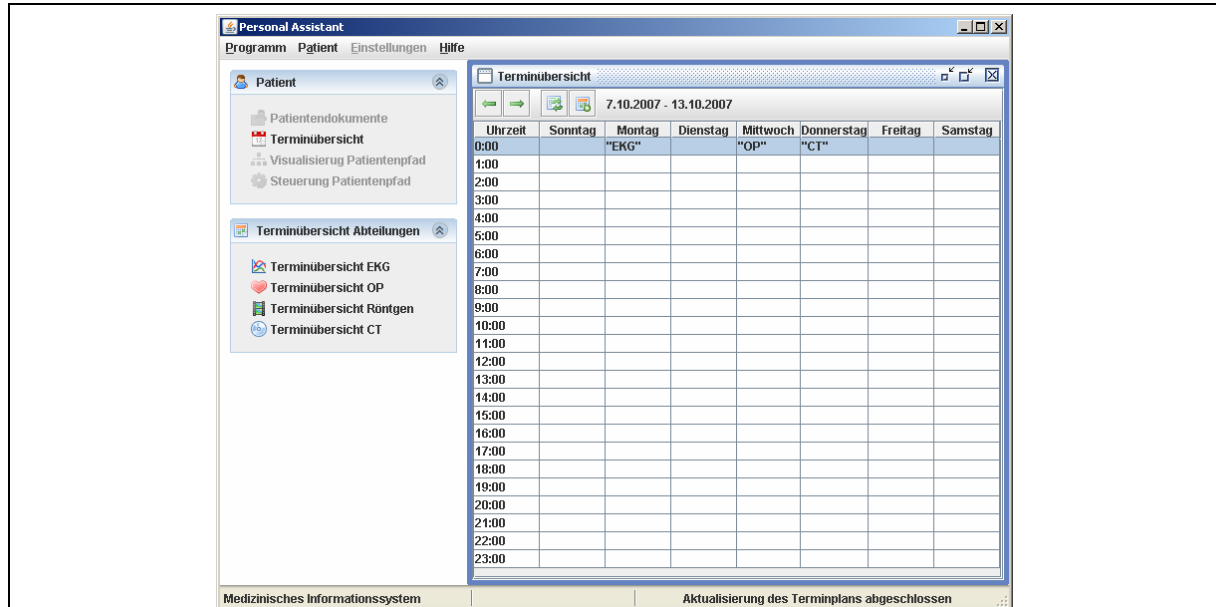 Personal Assistant
Programm Patient Einstellungen Hilfe
Patient
Patientendokumente
Terminübersicht
Visualisierug Patientenpfad
Steuerung Patientenpfad
Terminübersicht Abteilungen
Terminübersicht EKG
Terminübersicht OP
Terminübersicht Röntgen
Terminübersicht CT
Terminübersicht
7.10.2007 - 13.10.2007
Uhrzeit Sonntag Montag Dienstag Mittwoch Donnerstag Freitag Samstag
0:00 "EKG" "OP" "CT"
1:00
2:00
3:00
4:00
5:00
6:00
7:00
8:00
9:00
10:00
11:00
12:00
13:00
14:00
15:00
16:00
17:00
18:00
19:00
20:00
21:00
22:00
23:00
Medizinisches Informationssystem Aktualisierung des Terminplans abgeschlossen